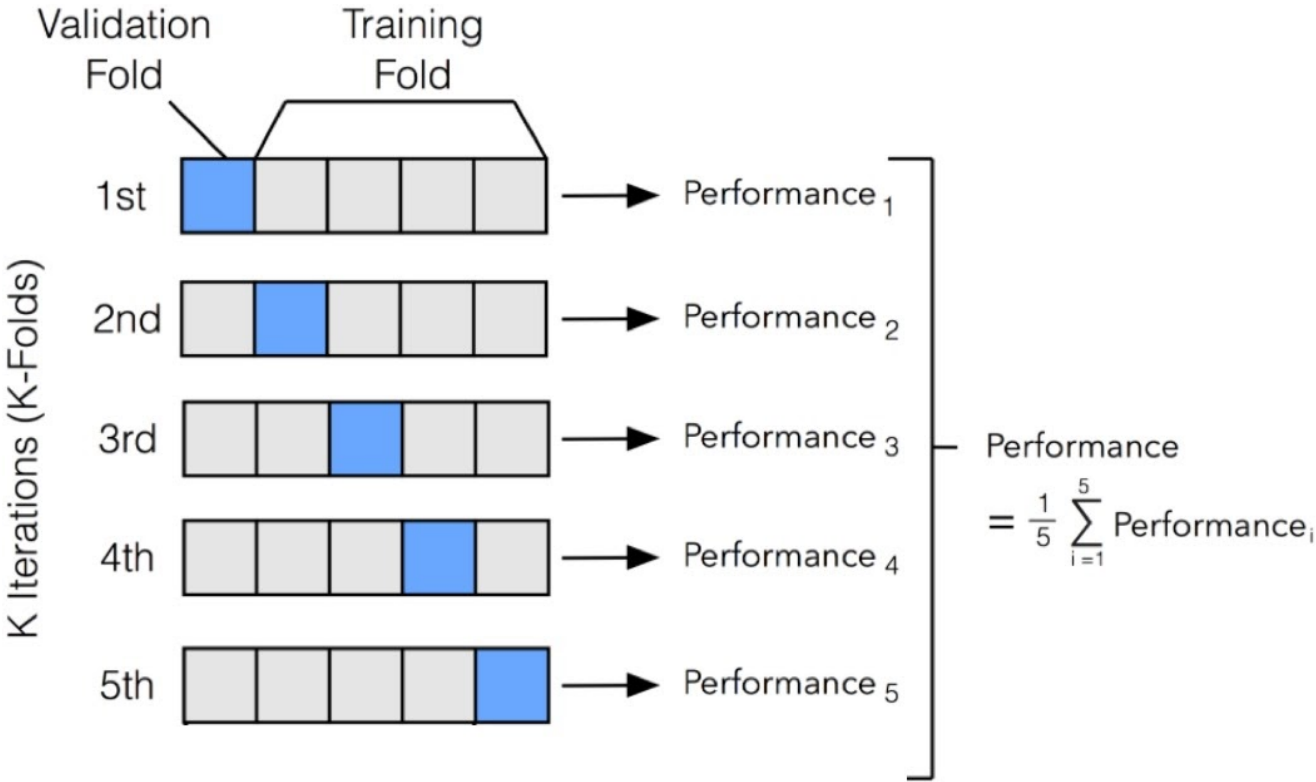 Validation
Fold
Training
Fold
K Iterations (K-Folds)
1st
Performance 1
2nd
Performance 2
3rd
Performance 3
4th
Performance 4
5th
Performance 5
Performance
= 1/5 5∑i=1 Performancei